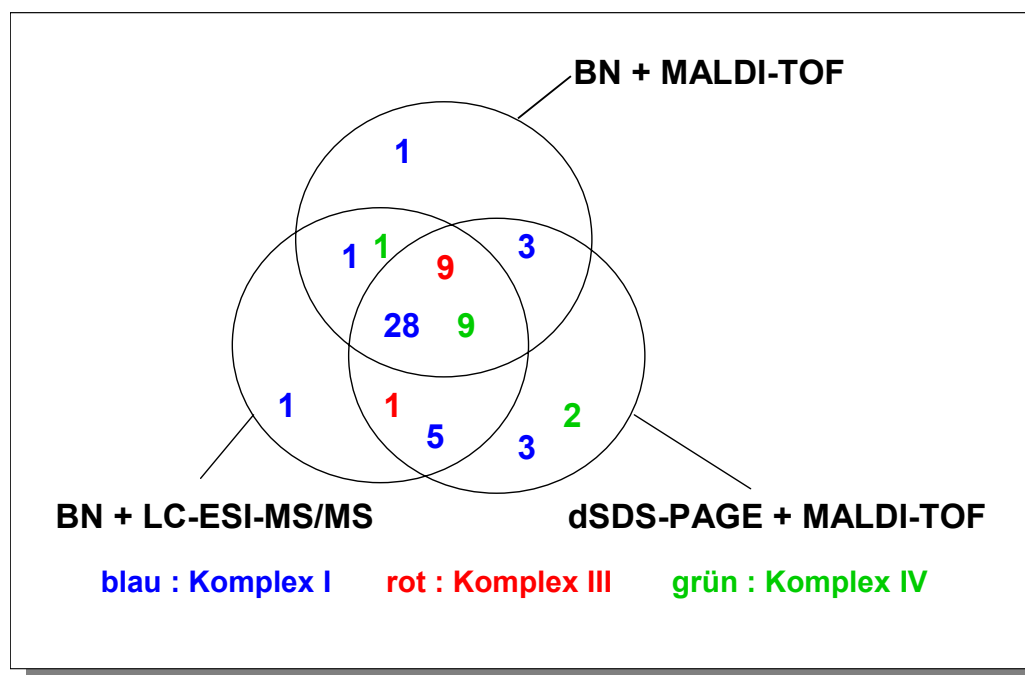 BN + MALDI-TOF
1
1 1 3
9
28 9
1 1 2
5 3
BN + LC-ESI-MS/MS dSDS-PAGE + MALDI-TOF
blau : Komplex I rot : Komplex III grün : Komplex IV